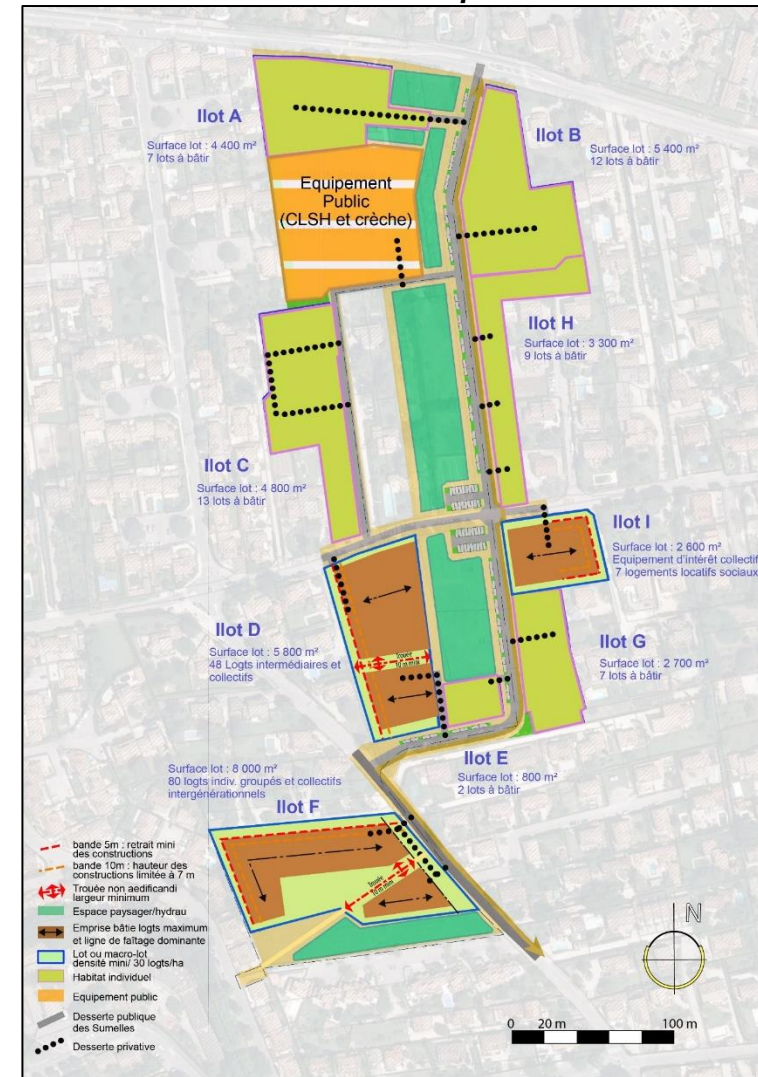 Ilot A
Surface lot : 4 400 m²
7 lots à bâtir
Ilot B
Surface lot : 5 400 m²
12 lots à bâtir
Equipement
Public
(CLSH et crèche)
Ilot H
Surface lot : 3 300 m²
9 lots à bâtir
Ilot C
Surface lot : 4 800 m²
13 lots à bâtir
Ilot I
Surface lot : 2 600 m²
Equipement d'intérêt collectif
7 logements locatifs sociaux
Ilot D
Surface lot : 5 800 m²
48 Logts intermédiaires et
collectifs
Trouée
10 m mini
Ilot G
Surface lot : 2 700 m²
7 lots à bâtir
Ilot E
Surface lot : 800 m²
2 lots à bâtir
Surface lot : 8 000 m²
80 logts indiv. groupés et collectifs
intergénérationnels
Ilot F
Trouée
10 m mini
bande 5m : retrait mini
des constructions
bande 10m : hauteur des
constructions limitée à 7 m
Trouée non aedificandi
largeur minimum
Espace paysager/hydrau
Emprise bâtie logts maximum
et ligne de faîtage dominante
Lot ou macro-lot
densité mini/ 30 logts/ha
Habitat individuel
Equipement public
Desserte publique
des Sumelles
Desserte privative
N
0 20 m 100 m